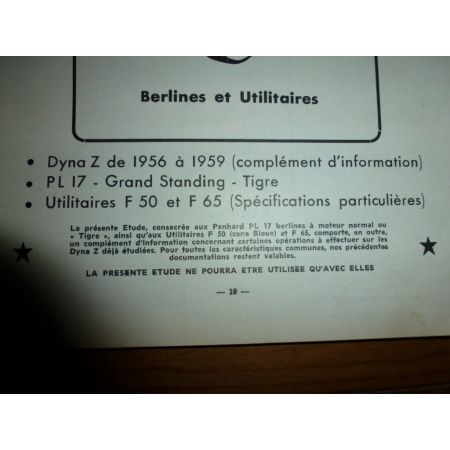 Berlines et Utilitaires
• Dyna Z de 1956 à 1959 (complément d'information)
• PL 17 - Grand Standing - Tigre
• Utilitaires F 50 et F 65 (Spécifications particulières)
La présente Etude, consacrée aux Panhard PL 17 berlines à moteur normal ou
« Tigre », ainsi qu'aux Utilitaires F 50 (zone Bleue) et F 65, comporte, en outre,
un complément d'information concernant certaines opérations à effectuer sur les
Dyna Z déjà étudiées. Pour toutes les caractéristiques communes, nos précédentes
documentations restent valables.
LA PRESENTE ETUDE NE POURRA ETRE UTILISEE QU'AVEC ELLES
— 19 —